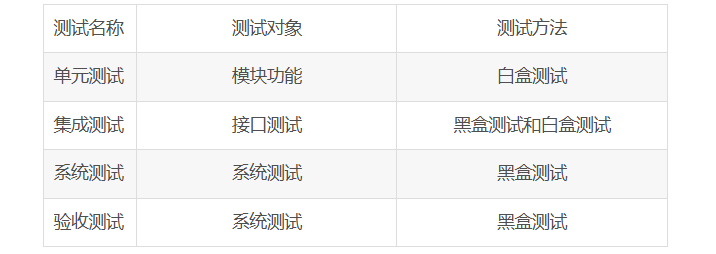 测试名称 测试对象 测试方法
单元测试 模块功能 白盒测试
集成测试 接口测试 黑盒测试和白盒测试
系统测试 系统测试 黑盒测试
验收测试 系统测试 黑盒测试